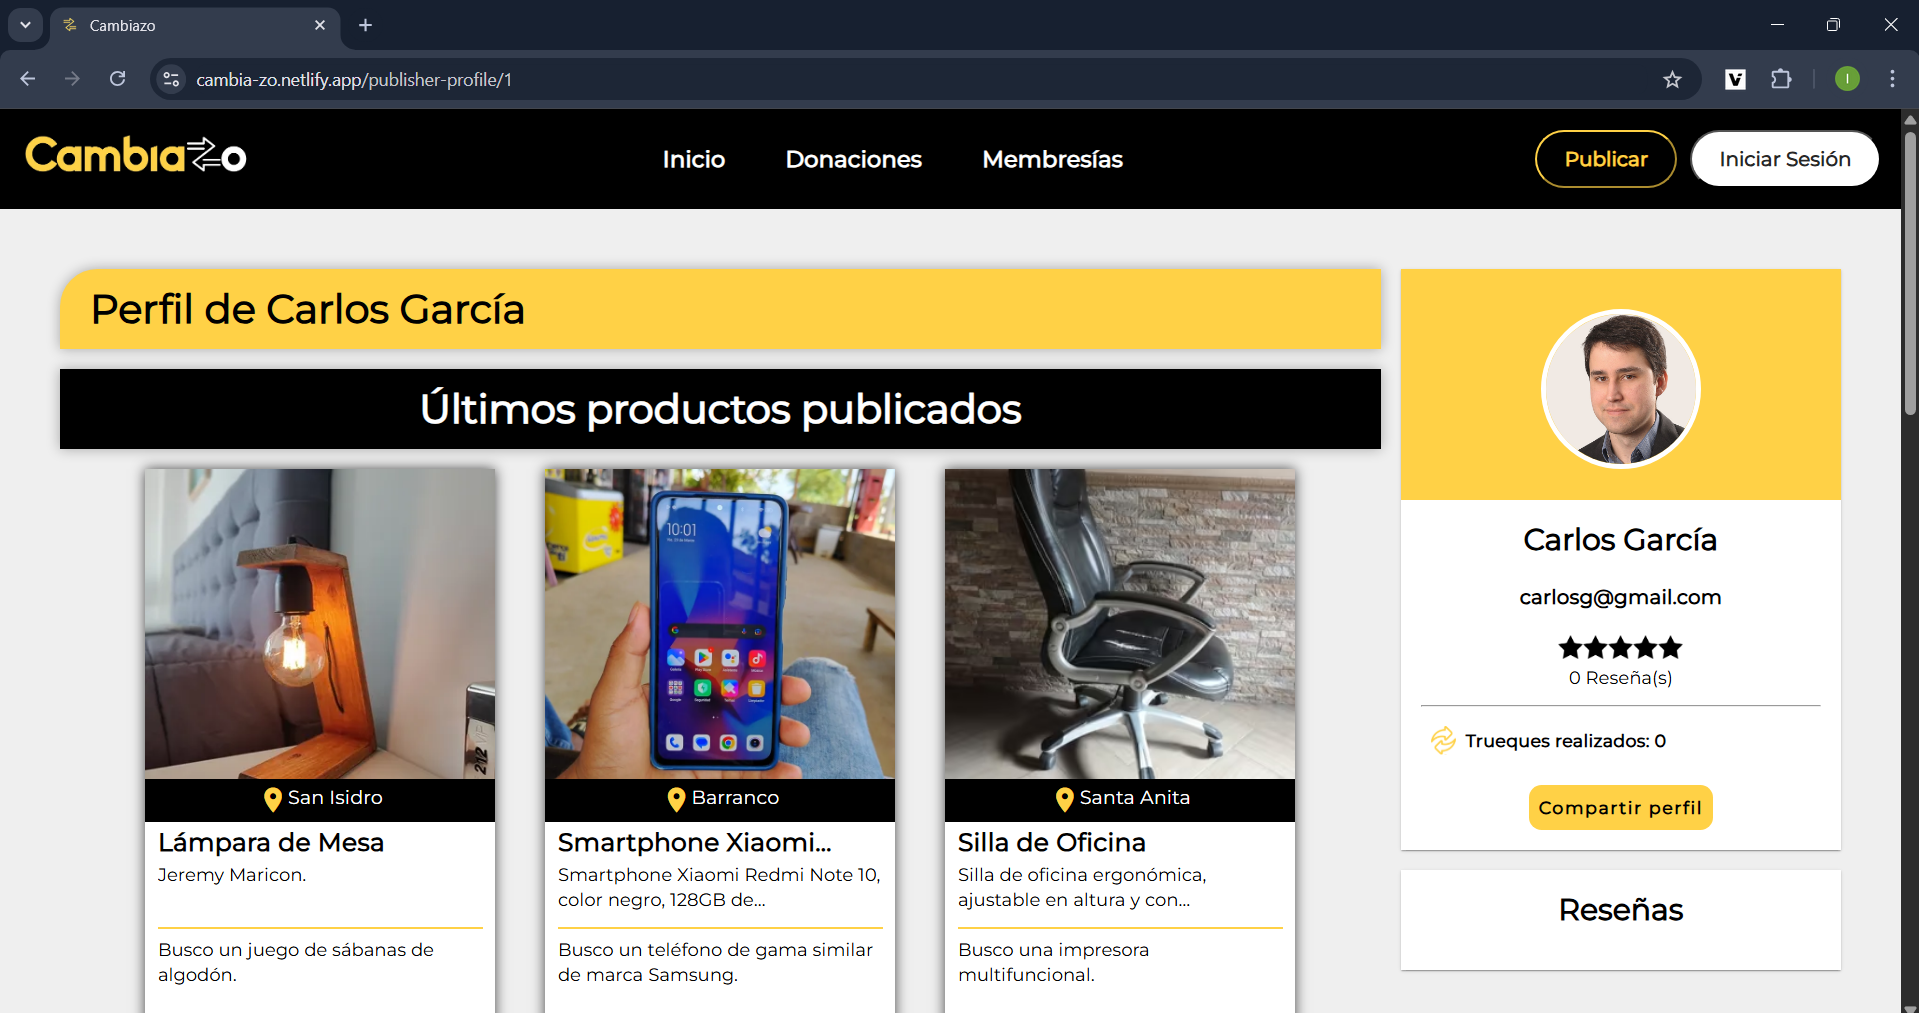 Cambiazo
cambia-zo.netlify.app/publisher-profile/1
Cambiazo
Inicio
Donaciones
Membresías
Publicar
Iniciar Sesión
Perfil de Carlos García
Últimos productos publicados
10:01
212 VIP
San Isidro
Lámpara de Mesa
Jeremy Maricon.
Busco un juego de sábanas de
algodón.
Barranco
Smartphone Xiaomi...
Smartphone Xiaomi Redmi Note 10,
color negro, 128GB de...
Busco un teléfono de gama similar
de marca Samsung.
Santa Anita
Silla de Oficina
Silla de oficina ergonómica,
ajustable en altura y con...
Busco una impresora
multifuncional.
Carlos García
carlosg@gmail.com
0 Reseña(s)
Trueques realizados: 0
Compartir perfil
Reseñas